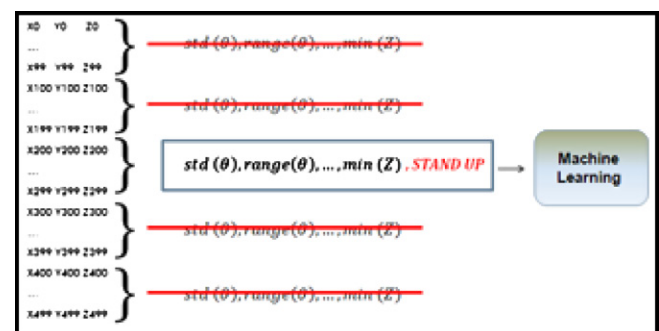 X0 Y0 Z0
...
X99 Y99 Z99
std (θ), range(θ), ... , min (Z)
X100 Y100 Z100
...
X199 Y199 Z199
std (θ), range(θ), ... , min (Z)
X200 Y200 Z200
...
X299 Y299 Z299
std (θ), range(θ), ... , min (Z) , STAND UP
Machine
Learning
X300 Y300 Z300
...
X399 Y399 Z399
std (θ), range(θ), ... , min (Z)
X400 Y400 Z400
...
X499 Y499 Z499
std (θ), range(θ), ... , min (Z)